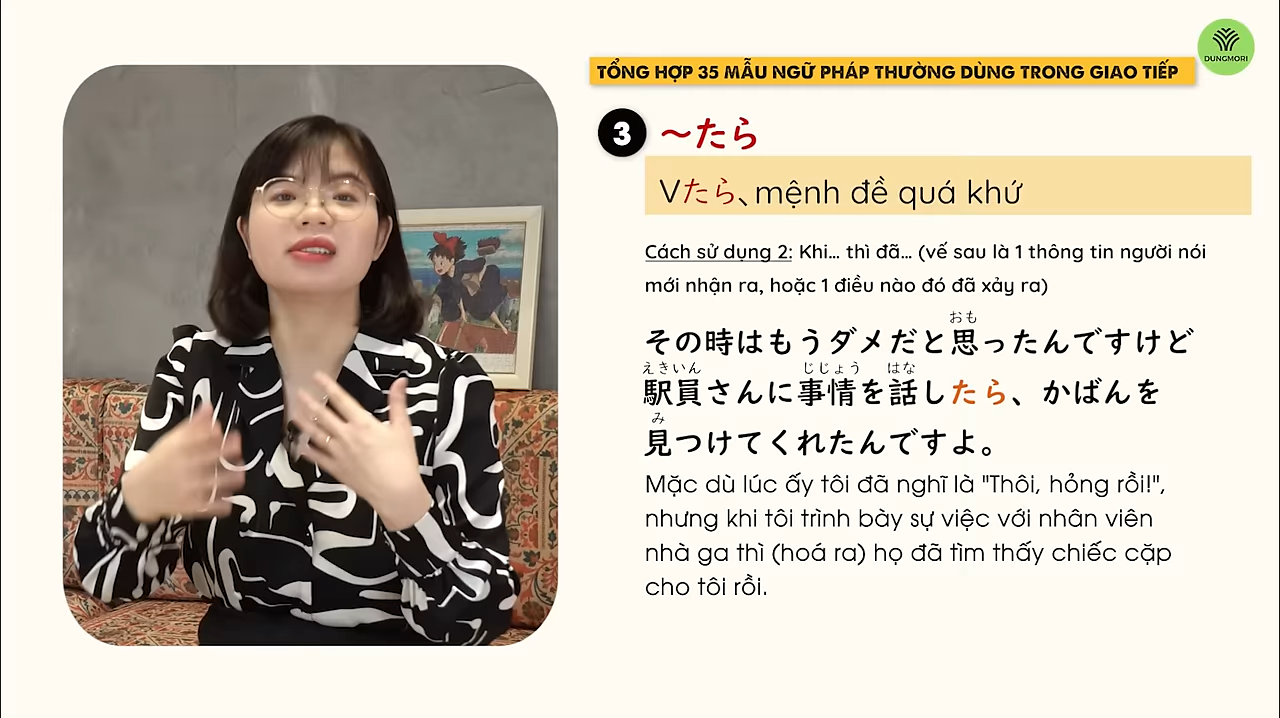 DUNGMORI
TỔNG HỢP 35 MẪU NGỮ PHÁP THƯỜNG DÙNG TRONG GIAO TIẾP
3 ~たら
Vたら、mệnh đề quá khứ
Cách sử dụng 2: Khi... thì đã... (vế sau là 1 thông tin người nói
mới nhận ra, hoặc 1 điều nào đó đã xảy ra)
おも
その時はもうダメだと思ったんですけど
えきいん じじょう はな
駅員さんに事情を話したら、かばんを
み
見つけてくれたんですよ。
Mặc dù lúc ấy tôi đã nghĩ là "Thôi, hỏng rồi!",
nhưng khi tôi trình bày sự việc với nhân viên
nhà ga thì (hoá ra) họ đã tìm thấy chiếc cặp
cho tôi rồi.